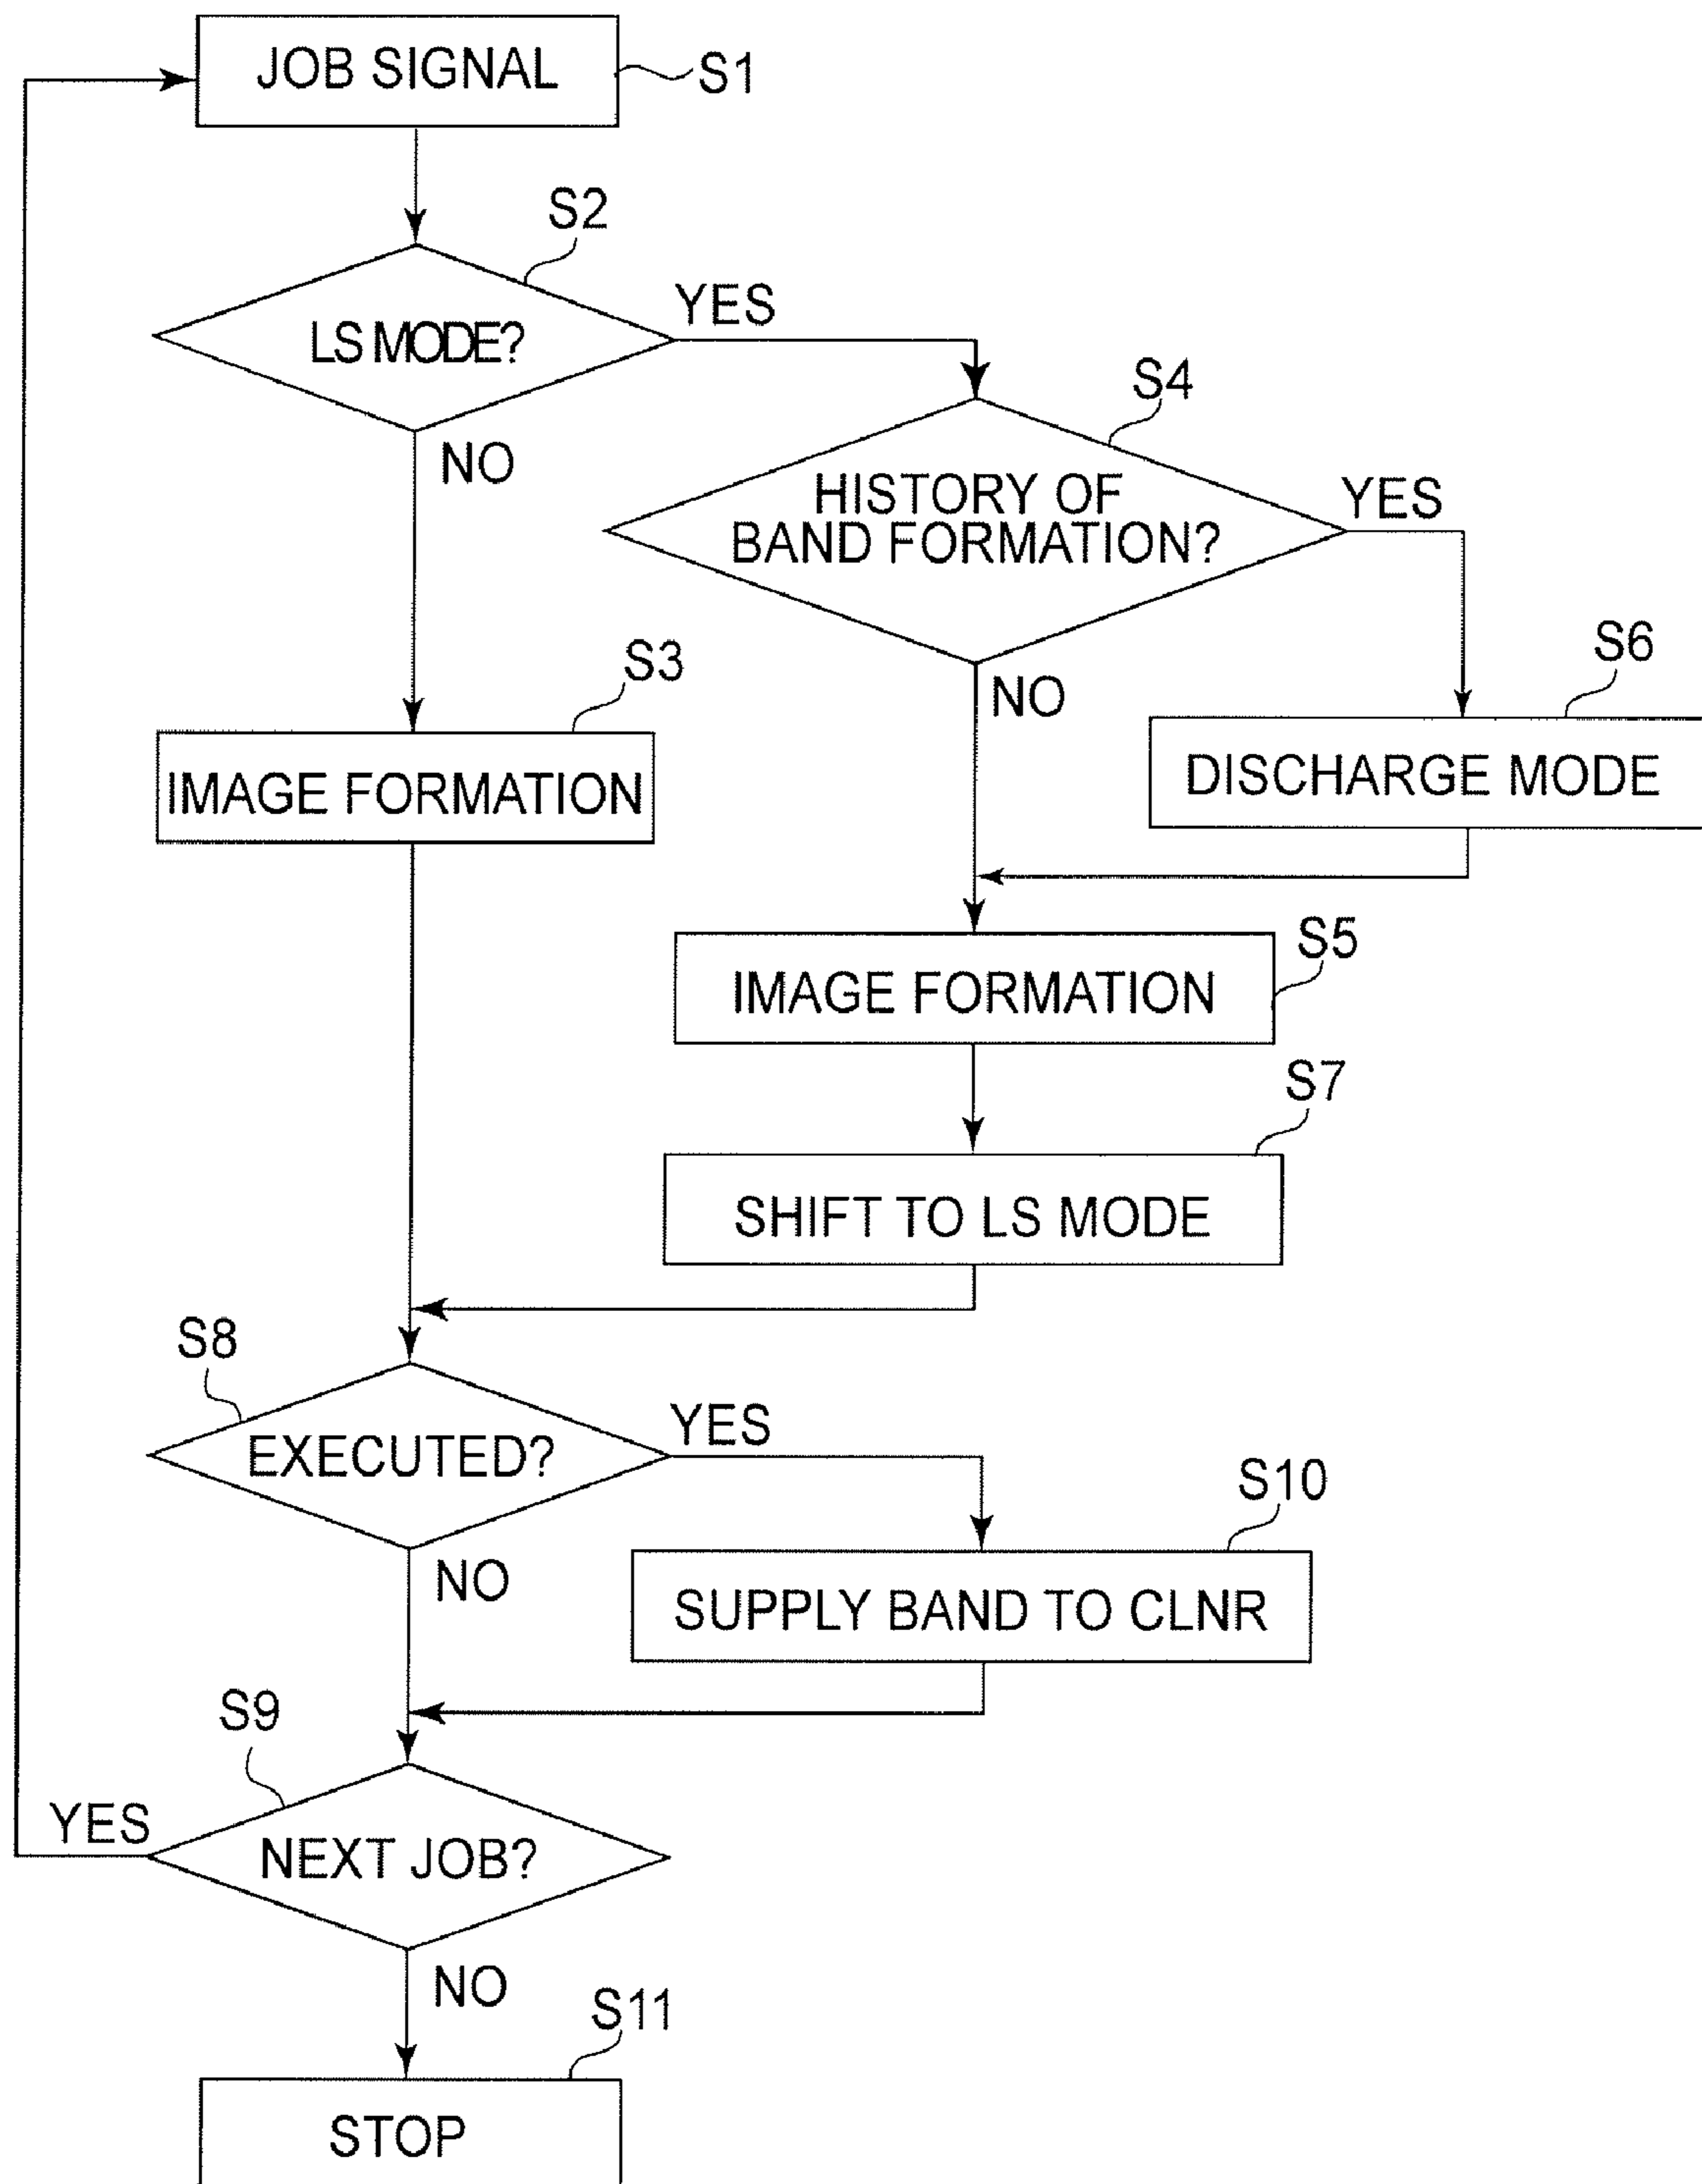 JOB SIGNAL
S1
S2
LS MODE?
YES
NO
S4
HISTORY OF
BAND FORMATION?
YES
NO
S3
IMAGE FORMATION
S6
DISCHARGE MODE
S5
IMAGE FORMATION
S7
SHIFT TO LS MODE
S8
EXECUTED?
YES
NO
S10
SUPPLY BAND TO CLNR
S9
YES
NEXT JOB?
NO
S11
STOP